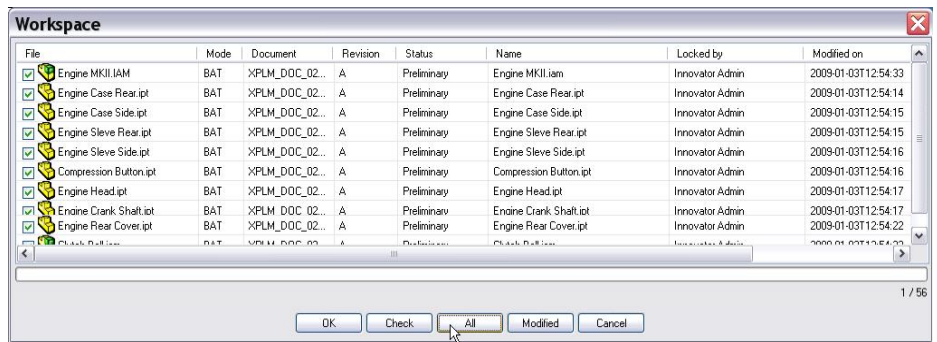 Workspace
File Mode Document Revision Status Name Locked by Modified on
Engine MKII.IAM BAT XPLM_DOC_02... A Preliminary Engine MKII.iam Innovator Admin 2009-01-03T12:54:33
Engine Case Rear.ipt BAT XPLM_DOC_02... A Preliminary Engine Case Rear.ipt Innovator Admin 2009-01-03T12:54:14
Engine Case Side.ipt BAT XPLM_DOC_02... A Preliminary Engine Case Side.ipt Innovator Admin 2009-01-03T12:54:15
Engine Sleve Rear.ipt BAT XPLM_DOC_02... A Preliminary Engine Sleve Rear.ipt Innovator Admin 2009-01-03T12:54:15
Engine Sleve Side.ipt BAT XPLM_DOC_02... A Preliminary Engine Sleve Side.ipt Innovator Admin 2009-01-03T12:54:16
Compression Button.ipt BAT XPLM_DOC_02... A Preliminary Compression Button.ipt Innovator Admin 2009-01-03T12:54:16
Engine Head.ipt BAT XPLM_DOC_02... A Preliminary Engine Head.ipt Innovator Admin 2009-01-03T12:54:17
Engine Crank Shaft.ipt BAT XPLM_DOC_02... A Preliminary Engine Crank Shaft.ipt Innovator Admin 2009-01-03T12:54:17
Engine Rear Cover.ipt BAT XPLM_DOC_02... A Preliminary Engine Rear Cover.ipt Innovator Admin 2009-01-03T12:54:22
1 / 56
OK Check All Modified Cancel